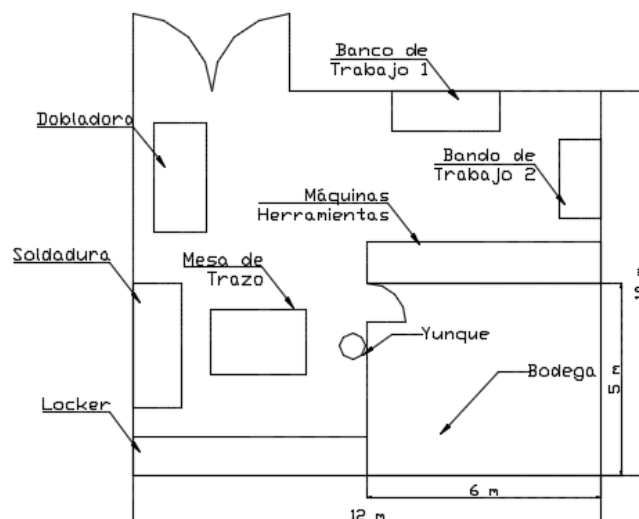 Banco de
Trabajo 1
Dobladora
Bando de
Trabajo 2
Máquinas
Herramientas
Soldadura
Mesa de
Trazo
Yunque
Bodega
5 m
Locker
6 m
12 m